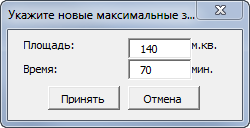 Укажите новые максимальные з...
Площадь: 140 м.кв.
Время: 70 мин.
Принять Отмена